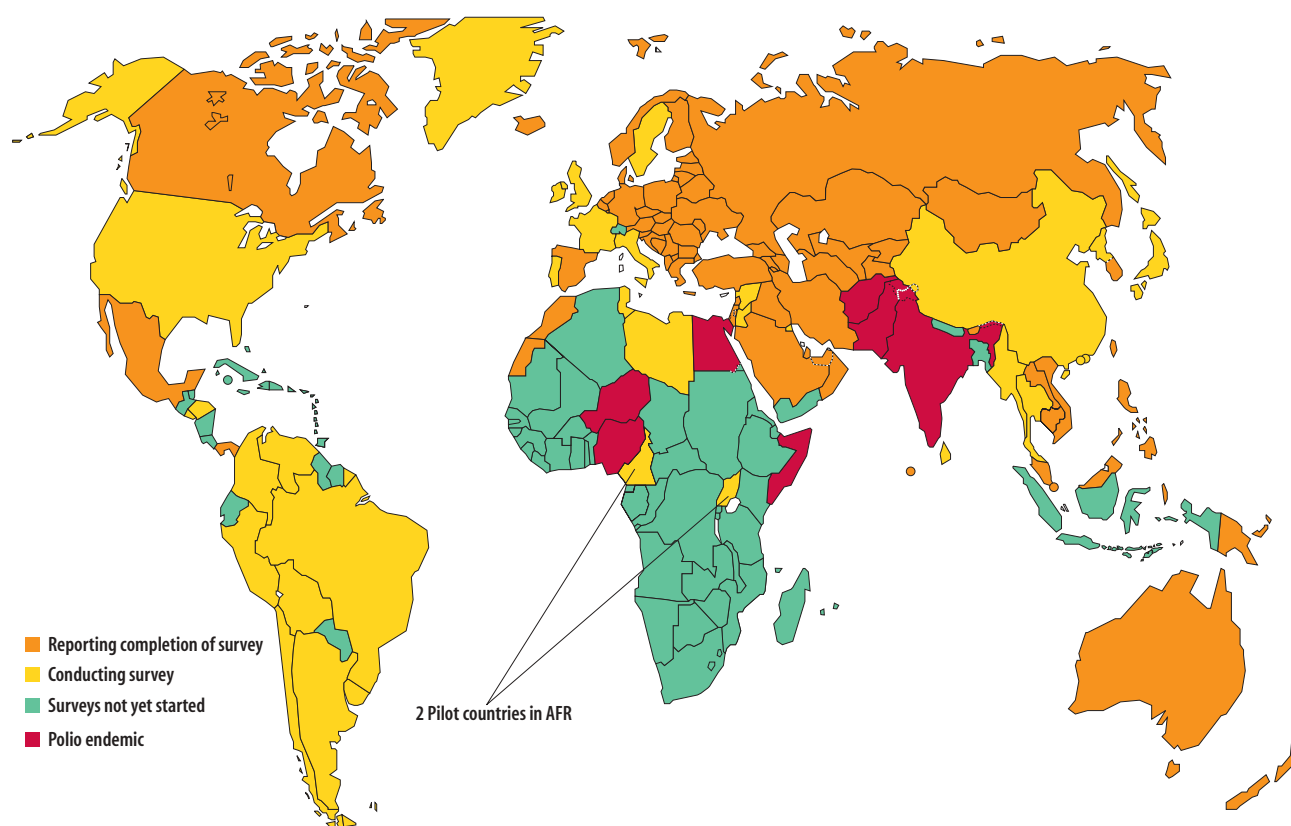 Reporting completion of survey
Conducting survey
Surveys not yet started
Polio endemic
2 Pilot countries in AFR